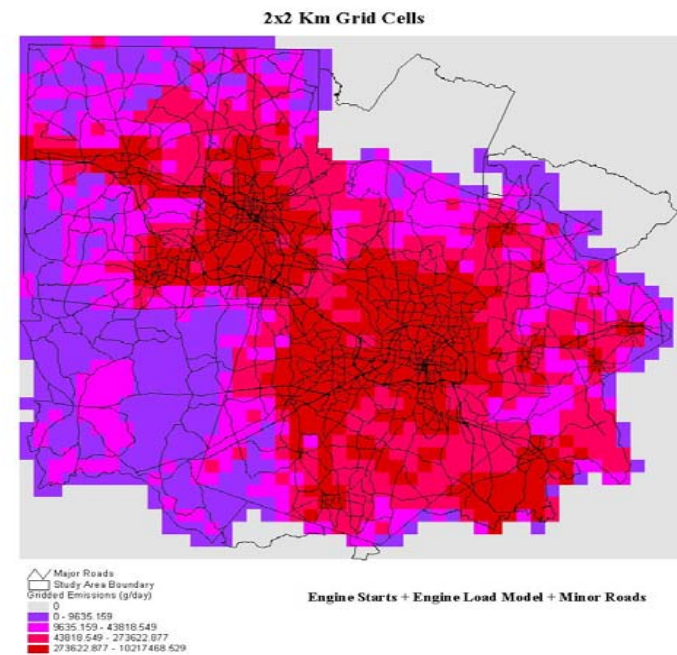 2x2 Km Grid Cells
Major Roads
Study Area Boundary
Gridded Emissions (g/day)
0
0 - 9635.159
9635.159 - 43818.549
43818.549 - 273622.877
273622.877 - 10217468.529
Engine Starts + Engine Load Model + Minor Roads